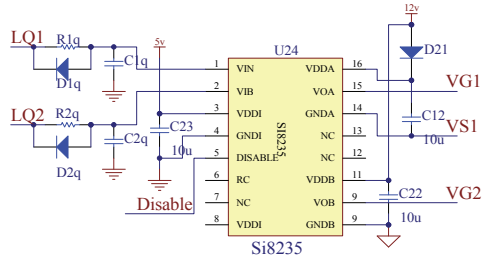 12v
LQ1 R1q 5v U24 D21
D1q C1q 1 VIN VDDA 16 VG1
LQ2 R2q 2 VIB VOA 15
3 VDDI GNDA 14 C12 VS1
D2q C2q C23 4 GNDI NC 13 10u
10u 5 DISABLE SI8235 NC 12
6 RC VDDB 11 C22 VG2
Disable 7 NC VOB 9 10u
8 VDDI GNDB 9
Si8235